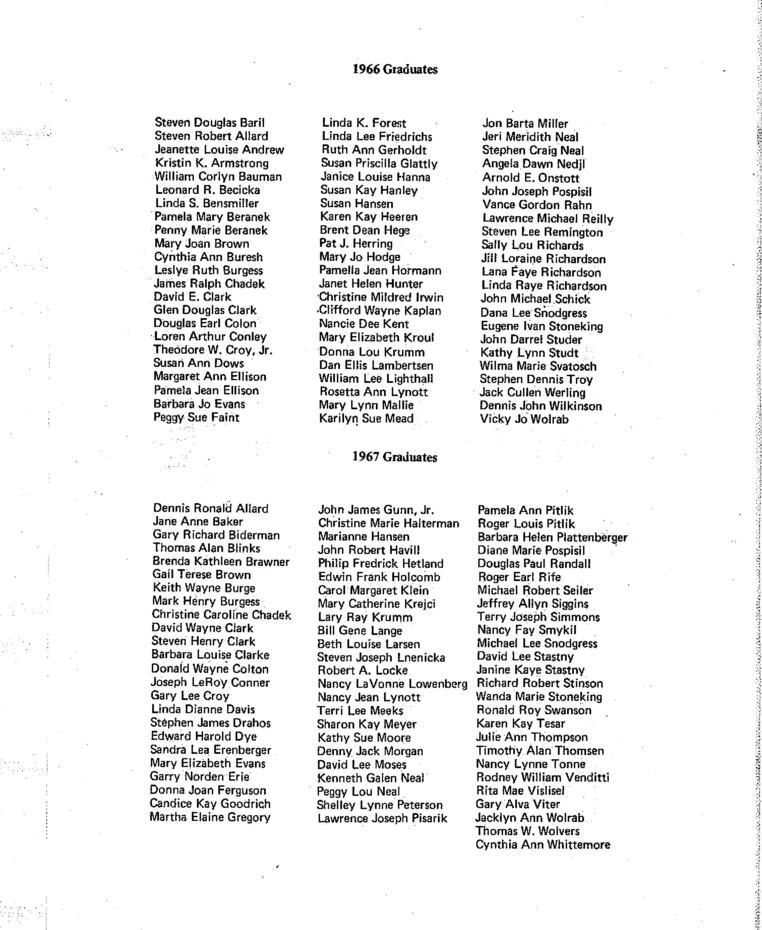 1966 Graduates
Steven Douglas Baril
Steven Robert Allard
Jeanette Louise Andrew
Kristin K. Armstrong
William Corlyn Bauman
Leonard R. Becicka
Linda S. Bensmiller
Pamela Mary Beranek
Penny Marie Beranek
Mary Joan Brown
Cynthia Ann Buresh
Leslye Ruth Burgess
James Ralph Chadek
David E. Clark
Glen Douglas Clark
Douglas Earl Colon
Loren Arthur Conley
Theodore W. Croy, Jr.
Susan Ann Dows
Margaret Ann Ellison
Pamela Jean Ellison
Barbara Jo Evans
Peggy Sue Faint
Linda K. Forest
Linda Lee Friedrichs
Ruth Ann Gerholdt
Susan Priscilla Glattly
Janice Louise Hanna
Susan Kay Hanley
Susan Hansen
Karen Kay Heeren
Brent Dean Hege
Pat J. Herring
Mary Jo Hodge
Pamella Jean Hormann
Janet Helen Hunter
Christine Mildred Irwin
Clifford Wayne Kaplan
Nancie Dee Kent
Mary Elizabeth Kroul
Donna Lou Krumm
Dan Ellis Lambertsen
William Lee Lighthall
Rosetta Ann Lynott
Mary Lynn Mallie
Karilyn Sue Mead
Jon Barta Miller
Jeri Meridith Neal
Stephen Craig Neal
Angela Dawn Nedjl
Arnold E. Onstott
John Joseph Pospisil
Vance Gordon Rahn
Lawrence Michael Reilly
Steven Lee Remington
Sally Lou Richards
Jill Loraine Richardson
Lana Faye Richardson
Linda Raye Richardson
John Michael Schick
Dana Lee Snodgress
Eugene Ivan Stoneking
John Darrel Studer
Kathy Lynn Studt
Wilma Marie Svatosch
Stephen Dennis Troy
Jack Cullen Werling
Dennis John Wilkinson
Vicky Jo Wolrab
1967 Graduates
Dennis Ronald Allard
Jane Anne Baker
Gary Richard Biderman
Thomas Alan Blinks
Brenda Kathleen Brawner
Gail Terese Brown
Keith Wayne Burge
Mark Henry Burgess
Christine Caroline Chadek
David Wayne Clark
Steven Henry Clark
Barbara Louise Clarke
Donald Wayne Colton
Joseph LeRoy Conner
Gary Lee Croy
Linda Dianne Davis
Stephen James Drahos
Edward Harold Dye
Sandra Lea Erenberger
Mary Elizabeth Evans
Garry Norden Erie
Donna Joan Ferguson
Candice Kay Goodrich
Martha Elaine Gregory
John James Gunn, Jr.
Christine Marie Halterman
Marianne Hansen
John Robert Havill
Philip Fredrick Hetland
Edwin Frank Holcomb
Carol Margaret Klein
Mary Catherine Krejci
Lary Ray Krumm
Bill Gene Lange
Beth Louise Larsen
Steven Joseph Lnenicka
Robert A. Locke
Nancy LaVonne Lowenberg
Nancy Jean Lynott
Terri Lee Meeks
Sharon Kay Meyer
Kathy Sue Moore
Denny Jack Morgan
David Lee Moses
Kenneth Galen Neal
Peggy Lou Neal
Shelley Lynne Peterson
Lawrence Joseph Pisarik
Pamela Ann Pitlik
Roger Louis Pitlik
Barbara Helen Plattenberger
Diane Marie Pospisil
Douglas Paul Randall
Roger Earl Rife
Michael Robert Seiler
Jeffrey Allyn Siggins
Terry Joseph Simmons
Nancy Fay Smykil
Michael Lee Snodgress
David Lee Stastny
Janine Kaye Stastny
Richard Robert Stinson
Wanda Marie Stoneking
Ronald Roy Swanson
Karen Kay Tesar
Julie Ann Thompson
Timothy Alan Thomsen
Nancy Lynne Tonne
Rodney William Venditti
Rita Mae Vislisel
Gary Alva Viter
Jacklyn Ann Wolrab
Thomas W. Wolvers
Cynthia Ann Whittemore